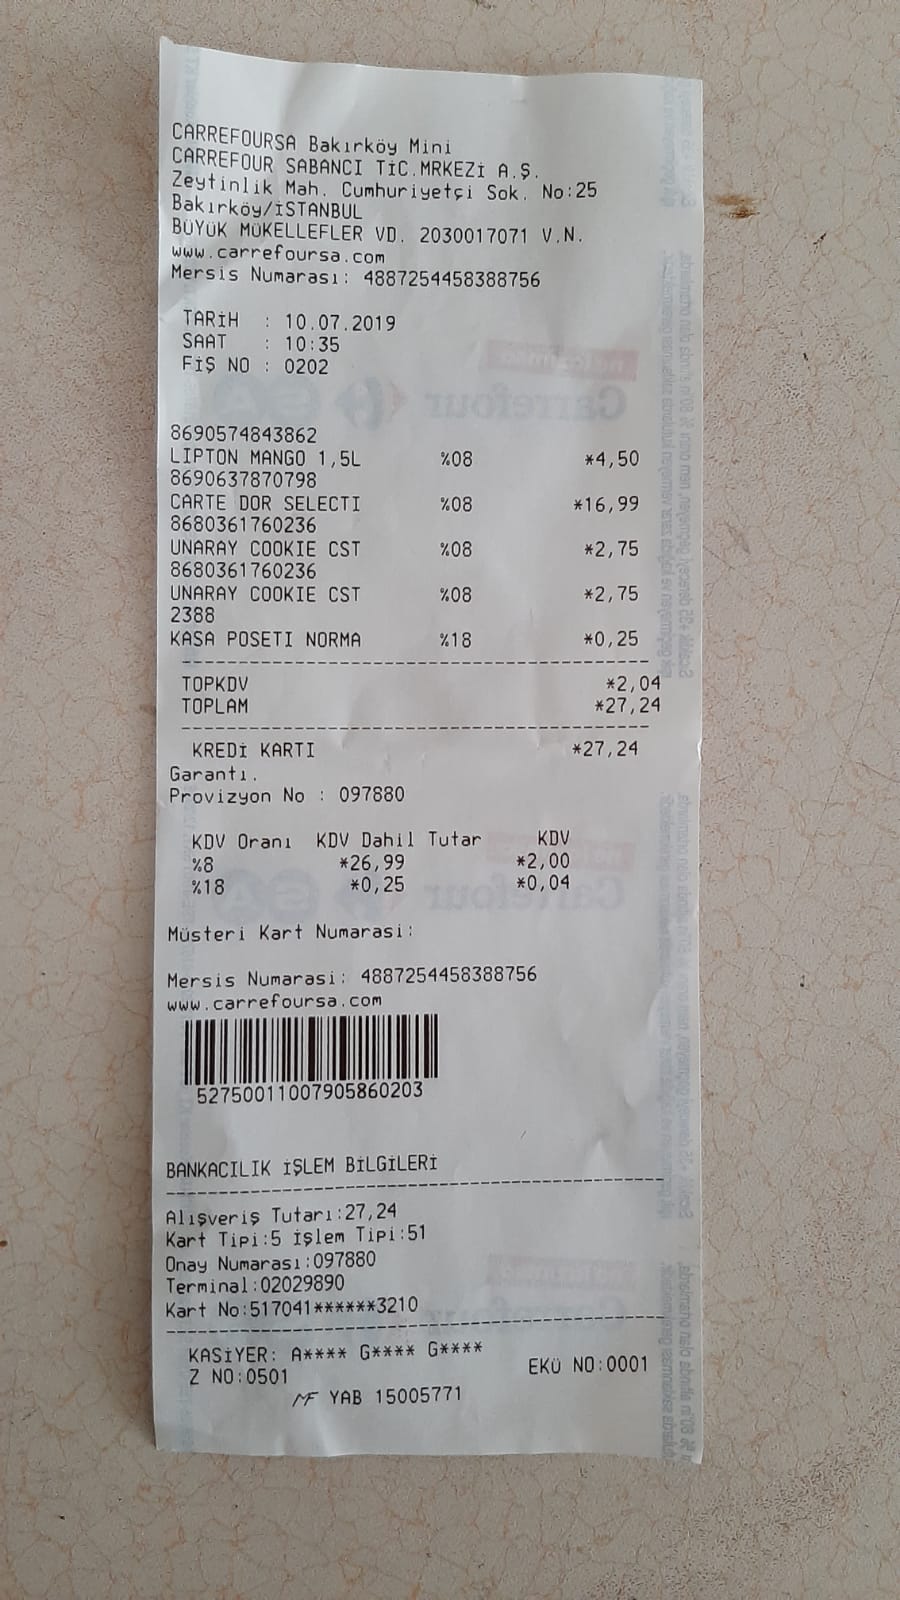 CARREFOURSA Bakırköy Mini
CARREFOUR SABANCI TİC.MRKEZİ A.Ş.
Zeytinlik Mah. Cumhuriyetçi Sok. No:25
Bakırköy/İSTANBUL
BÜYÜK MÜKELLEFLER VD. 2030017071 V.N.
www.carrefoursa.com
Mersis Numarası: 4887254458388756
TARİH : 10.07.2019
SAAT : 10:35
FİŞ NO : 0202
8690574843862
LIPTON MANGO 1,5L %08 *4,50
8690637870798
CARTE DOR SELECTI %08 *16,99
8680361760236
UNARAY COOKIE CST %08 *2,75
8680361760236
UNARAY COOKIE CST %08 *2,75
2388
KASA POSETI NORMA %18 *0,25
TOPKDV *2,04
TOPLAM *27,24
KREDİ KARTI *27,24
Garantı.
Provizyon No : 097880
KDV Oranı KDV Dahil Tutar KDV
%8 *26,99 *2,00
%18 *0,25 *0,04
Müsteri Kart Numarasi:
Mersis Numarasi: 4887254458388756
www.carrefoursa.com
52750011007905860203
BANKACILIK İŞLEM BİLGİLERİ
Alışveriş Tutarı:27,24
Kart Tipi:5 İşlem Tipi:51
Onay Numarası:097880
Terminal:02029890
Kart No:517041******3210
KASİYER: A**** G**** G****
Z NO:0501 EKÜ NO:0001
MF YAB 15005771